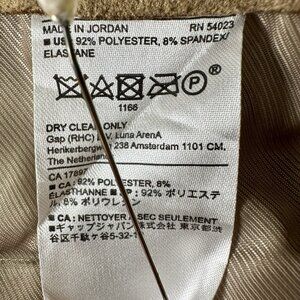 MADE IN JORDAN RN 54023
■ US: 92% POLYESTER, 8% SPANDEX/
ELASTANE
P ®
1166
DRY CLEAN ONLY
Gap (RHC) B.V. Luna ArenA
Herikerbergweg 238 Amsterdam 1101 CM,
The Netherlands
CA 17897
■ CA: 92% POLYESTER, 8%
ELASTHANNE ■ JP: 92% ポリエステ
ル, 8% ポリウレタン
■ CA: NETTOYER SEC SEULEMENT
■ ギャップジャパン 東京都渋
谷区千駄ヶ谷5-32-